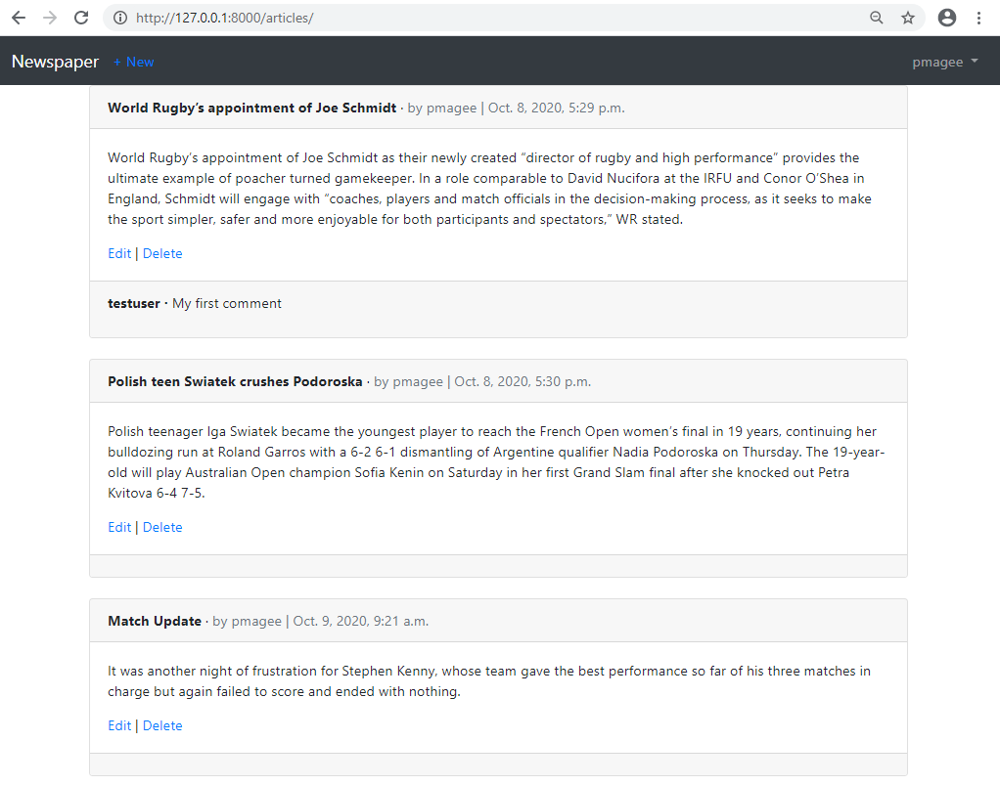 http://127.0.0.1:8000/articles/
Newspaper + New pmagee
World Rugby’s appointment of Joe Schmidt · by pmagee | Oct. 8, 2020, 5:29 p.m.
World Rugby’s appointment of Joe Schmidt as their newly created “director of rugby and high performance” provides the
ultimate example of poacher turned gamekeeper. In a role comparable to David Nucifora at the IRFU and Conor O’Shea in
England, Schmidt will engage with “coaches, players and match officials in the decision-making process, as it seeks to make
the sport simpler, safer and more enjoyable for both participants and spectators,” WR stated.
Edit | Delete
testuser · My first comment
Polish teen Swiatek crushes Podoroska · by pmagee | Oct. 8, 2020, 5:30 p.m.
Polish teenager Iga Swiatek became the youngest player to reach the French Open women’s final in 19 years, continuing her
bulldozing run at Roland Garros with a 6-2 6-1 dismantling of Argentine qualifier Nadia Podoroska on Thursday. The 19-year-
old will play Australian Open champion Sofia Kenin on Saturday in her first Grand Slam final after she knocked out Petra
Kvitova 6-4 7-5.
Edit | Delete
Match Update · by pmagee | Oct. 9, 2020, 9:21 a.m.
It was another night of frustration for Stephen Kenny, whose team gave the best performance so far of his three matches in
charge but again failed to score and ended with nothing.
Edit | Delete